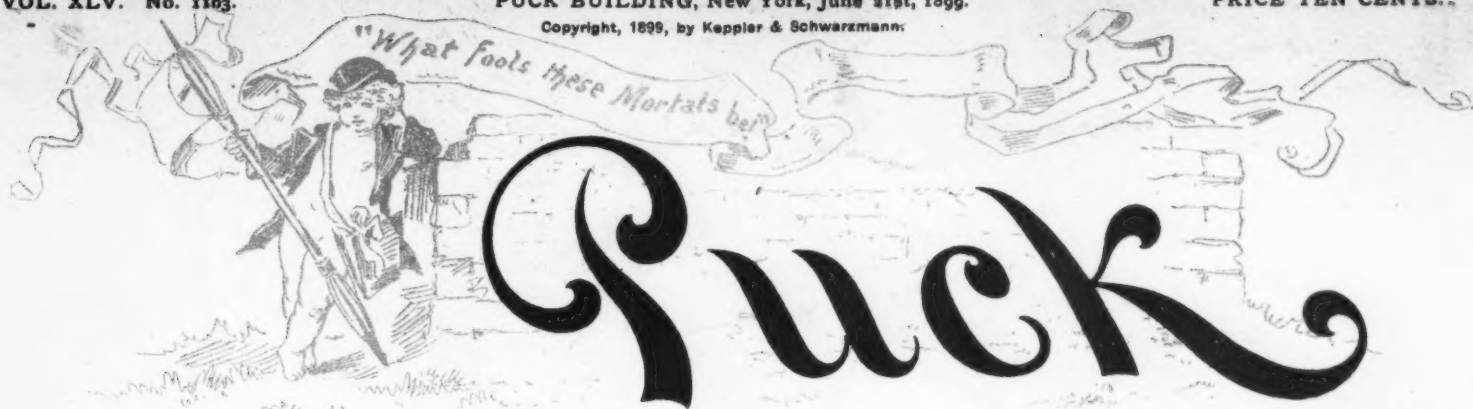 VOL. XLV. No. 1163.
PUCK BUILDING, New York, June 21st, 1899.
PRICE TEN CENTS.
Copyright, 1899, by Keppler & Schwarzmann.
"What Fools these Mortals be!"
Puck